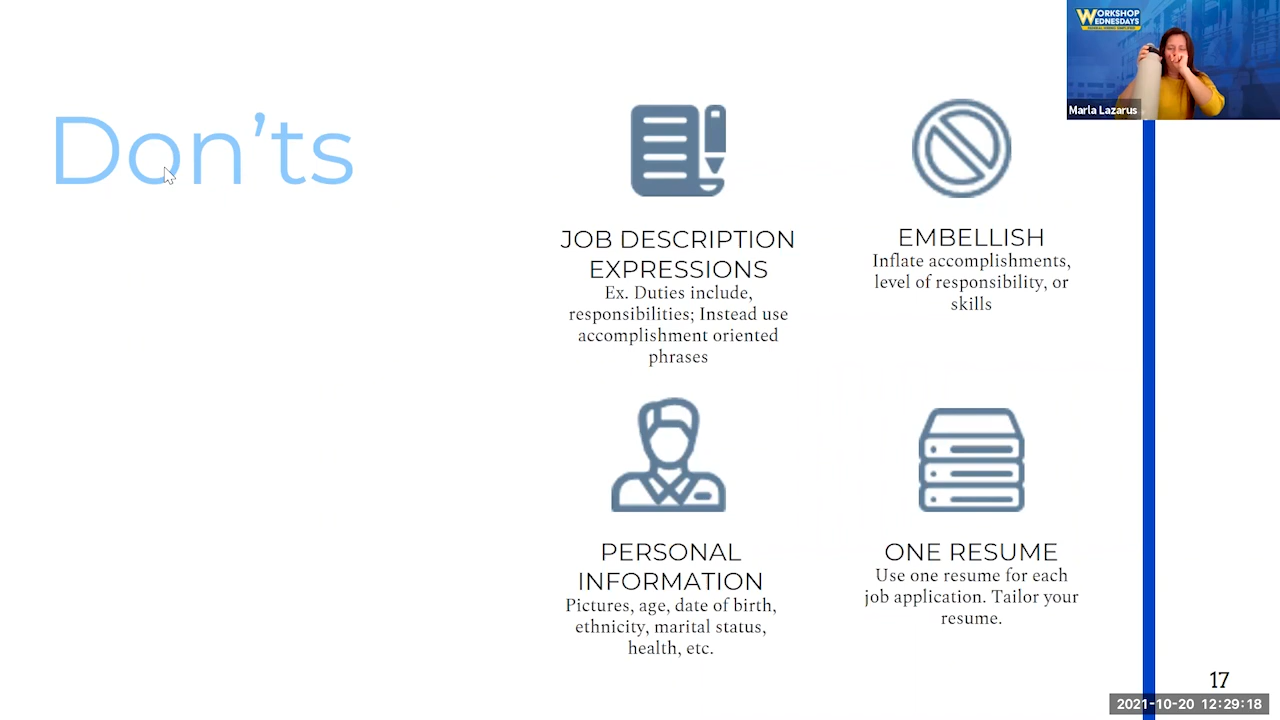 Don'ts
JOB DESCRIPTION
EXPRESSIONS
Ex. Duties include,
responsibilities; Instead use
accomplishment oriented
phrases
EMBELLISH
Inflate accomplishments,
level of responsibility, or
skills
PERSONAL
INFORMATION
Pictures, age, date of birth,
ethnicity, marital status,
health, etc.
ONE RESUME
Use one resume for each
job application. Tailor your
resume.
WORKSHOP
WEDNESDAYS
Marla Lazarus
17
2021-10-20 12:29:18